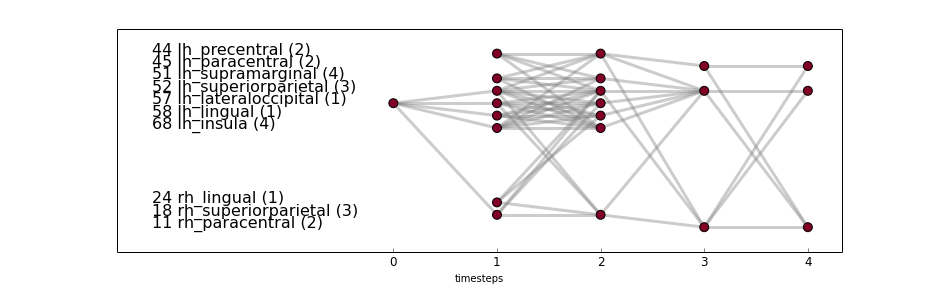 44 lh_precentral (2)
45 lh_paracentral (2)
51 lh_supramarginal (4)
52 lh_superiorparietal (3)
57 lh_lateraloccipital (1)
58 lh_lingual (1)
68 lh_insula (4)
24 rh_lingual (1)
18 rh_superiorparietal (3)
11 rh_paracentral (2)
0 1 2 3 4
timesteps